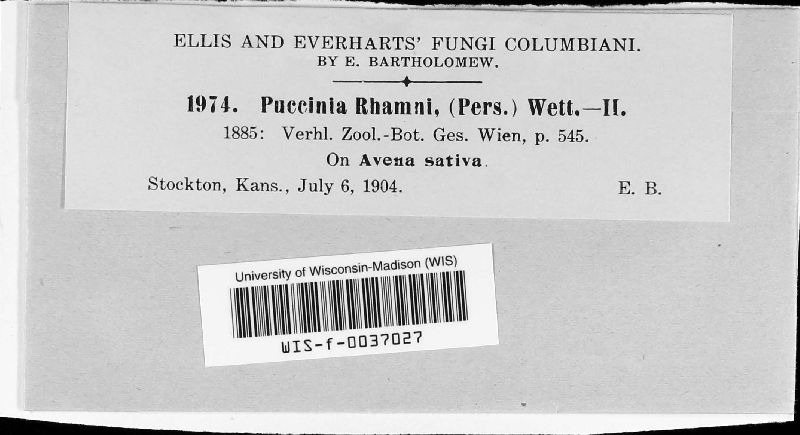 ELLIS AND EVERHARTS' FUNGI COLUMBIANI.
BY E. BARTHOLOMEW.
1974. Puccinia Rhamni, (Pers.) Wett.—II.
1885: Verhl. Zool.-Bot. Ges. Wien, p. 545.
On Avena sativa.
Stockton, Kans., July 6, 1904. E. B.
University of Wisconsin-Madison (WIS)
WIS-f-0037027